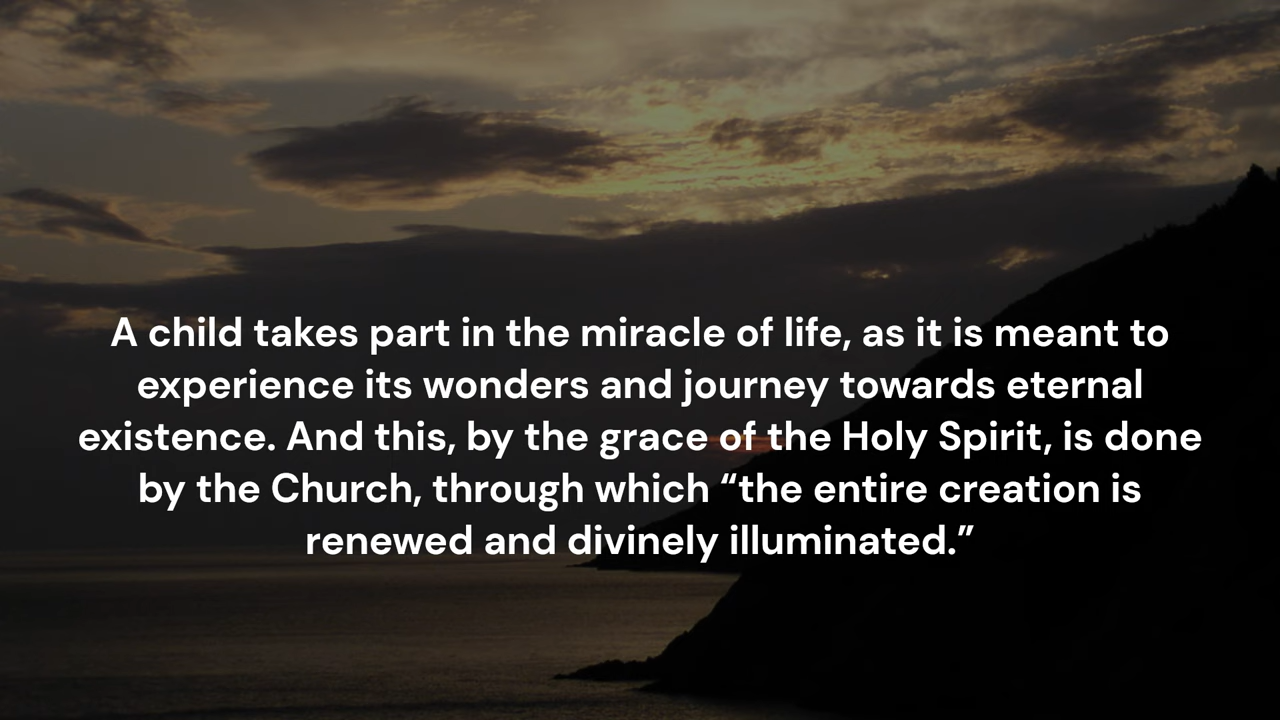 A child takes part in the miracle of life, as it is meant to
experience its wonders and journey towards eternal
existence. And this, by the grace of the Holy Spirit, is done
by the Church, through which “the entire creation is
renewed and divinely illuminated.”